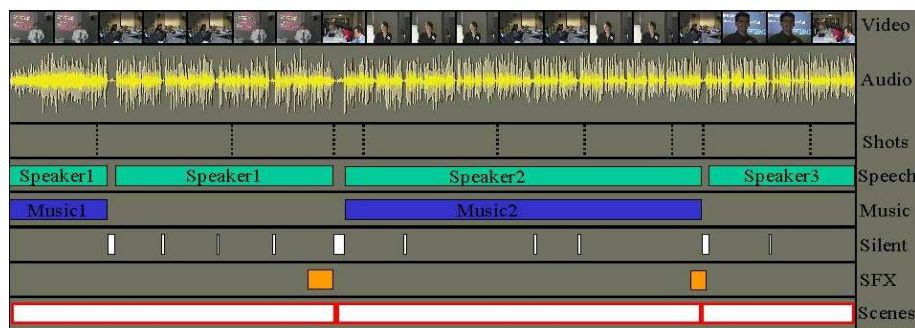 Video
Audio
Shots
Speaker1 Speaker1 Speaker2 Speaker3 Speech
Music1 Music2 Music
Silent
SFX
Scenes